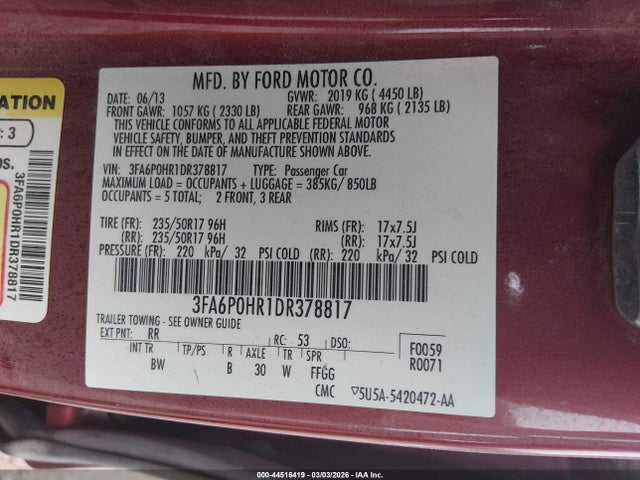 MFD. BY FORD MOTOR CO.
DATE: 06/13 GVWR: 2019 KG ( 4450 LB)
FRONT GAWR: 1057 KG ( 2330 LB) REAR GAWR: 968 KG ( 2135 LB)
THIS VEHICLE CONFORMS TO ALL APPLICABLE FEDERAL MOTOR
VEHICLE SAFETY, BUMPER, AND THEFT PREVENTION STANDARDS
IN EFFECT ON THE DATE OF MANUFACTURE SHOWN ABOVE.
VIN: 3FA6P0HR1DR378817 TYPE: Passenger Car
MAXIMUM LOAD = OCCUPANTS + LUGGAGE = 385KG/ 850LB
OCCUPANTS = 5 TOTAL; 2 FRONT, 3 REAR
TIRE (FR): 235/50R17 96H RIMS (FR): 17x7.5J
(RR): 235/50R17 96H (RR): 17x7.5J
PRESSURE (FR): 220 kPa/ 32 PSI COLD (RR): 220 kPa/ 32 PSI COLD
3FA6P0HR1DR378817
TRAILER TOWING - SEE OWNER GUIDE
EXT PNT: RR RC: 53 DSO: F0059
INT TR TP/PS R AXLE TR SPR R0071
BW B 30 W FFGG
CMC ▽5U5A-5420472-AA
ATION
: 3
os.
3FA6P0HR1DR378817
000-44516419 - 03/03/2026 - IAA Inc.